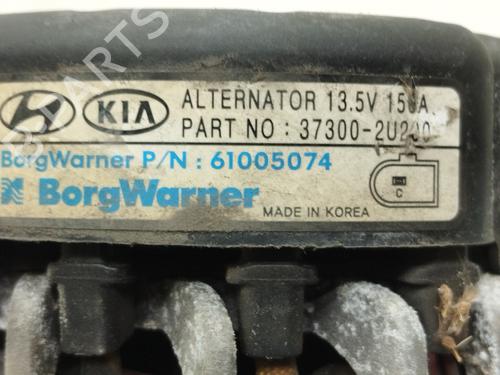 KIA ALTERNATOR 13.5V
PART NO :
BorgWarner P/N : 61005074
BorgWarner
C
MADE IN KOREA